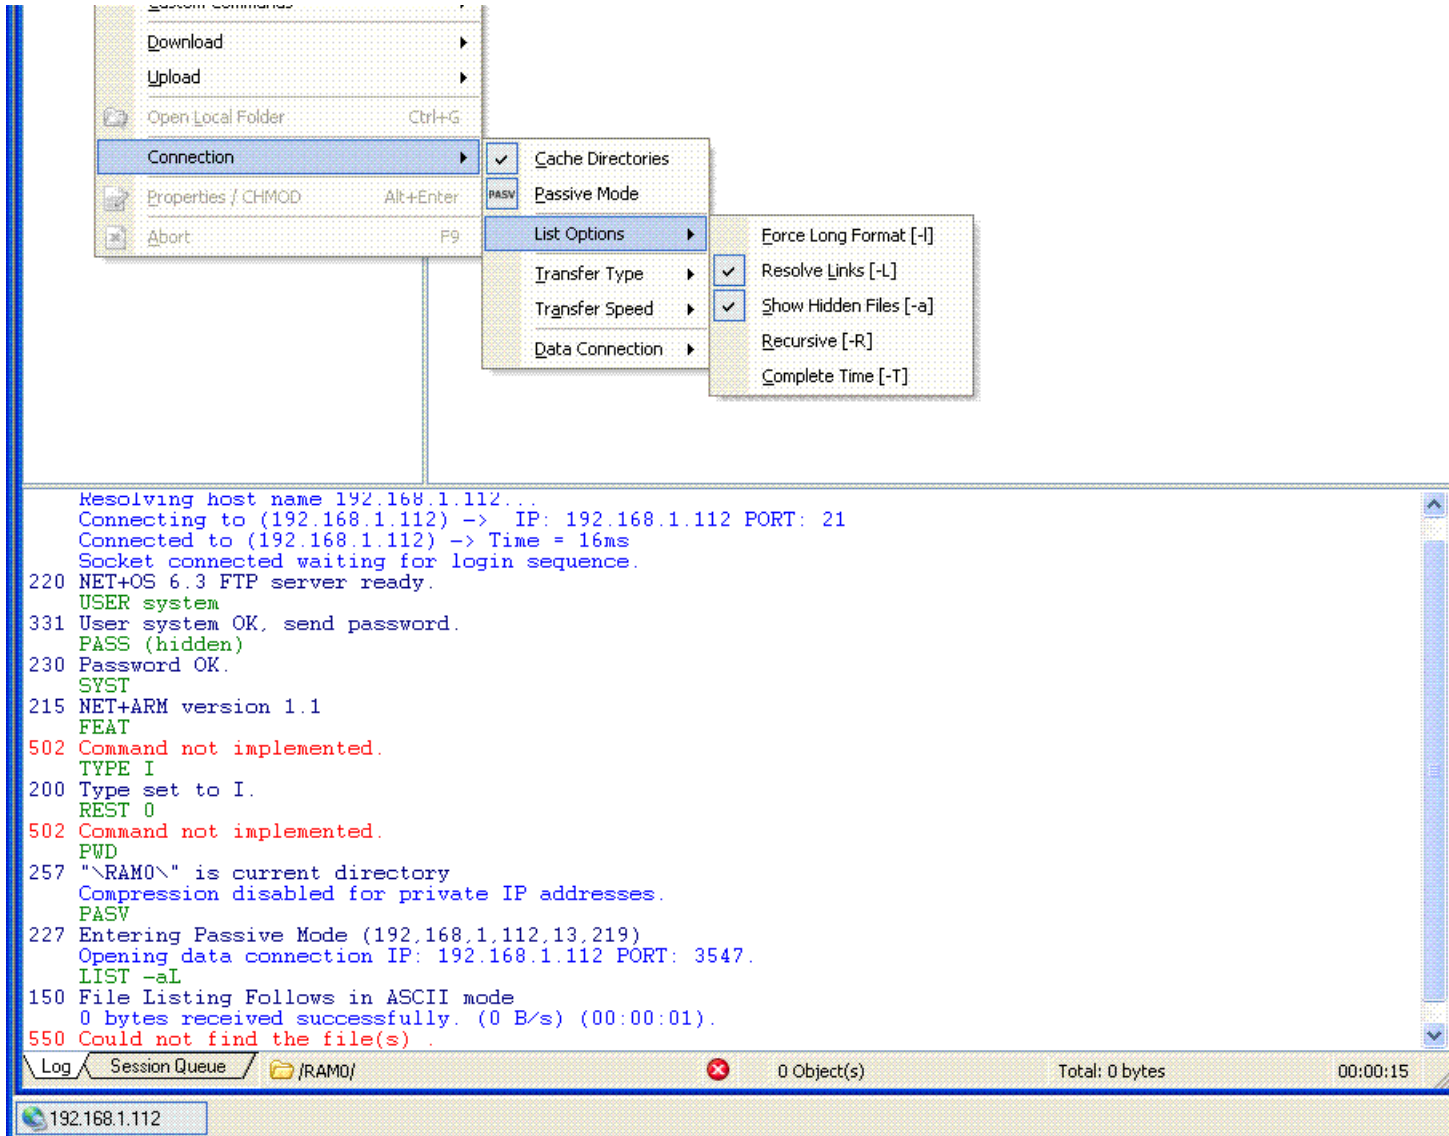 Custom Commands
Download
Upload
Open Local Folder Ctrl+G
Connection
Properties / CHMOD Alt+Enter
Abort F9
Cache Directories
PASV Passive Mode
List Options
Transfer Type
Transfer Speed
Data Connection
Force Long Format [-l]
Resolve Links [-L]
Show Hidden Files [-a]
Recursive [-R]
Complete Time [-T]
Resolving host name 192.168.1.112...
Connecting to (192.168.1.112) -> IP: 192.168.1.112 PORT: 21
Connected to (192.168.1.112) -> Time = 16ms
Socket connected waiting for login sequence.
220 NET+OS 6.3 FTP server ready.
USER system
331 User system OK, send password.
PASS (hidden)
230 Password OK.
SYST
215 NET+ARM version 1.1
FEAT
502 Command not implemented.
TYPE I
200 Type set to I.
REST 0
502 Command not implemented.
PWD
257 "\RAM0\" is current directory
Compression disabled for private IP addresses.
PASV
227 Entering Passive Mode (192,168,1,112,13,219)
Opening data connection IP: 192.168.1.112 PORT: 3547.
LIST -aL
150 File Listing Follows in ASCII mode
0 bytes received successfully. (0 B/s) (00:00:01).
550 Could not find the file(s) .
Log Session Queue /RAM0/ 0 Object(s) Total: 0 bytes 00:00:15
192.168.1.112